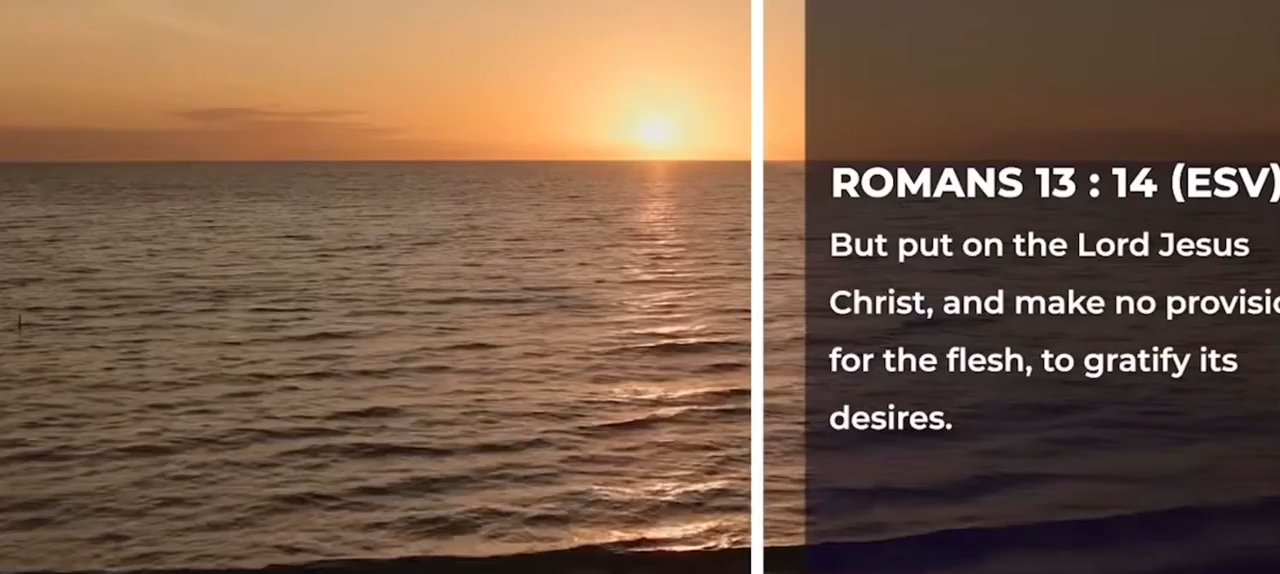 ROMANS 13 : 14 (ESV)
But put on the Lord Jesus
Christ, and make no provisio
for the flesh, to gratify its
desires.